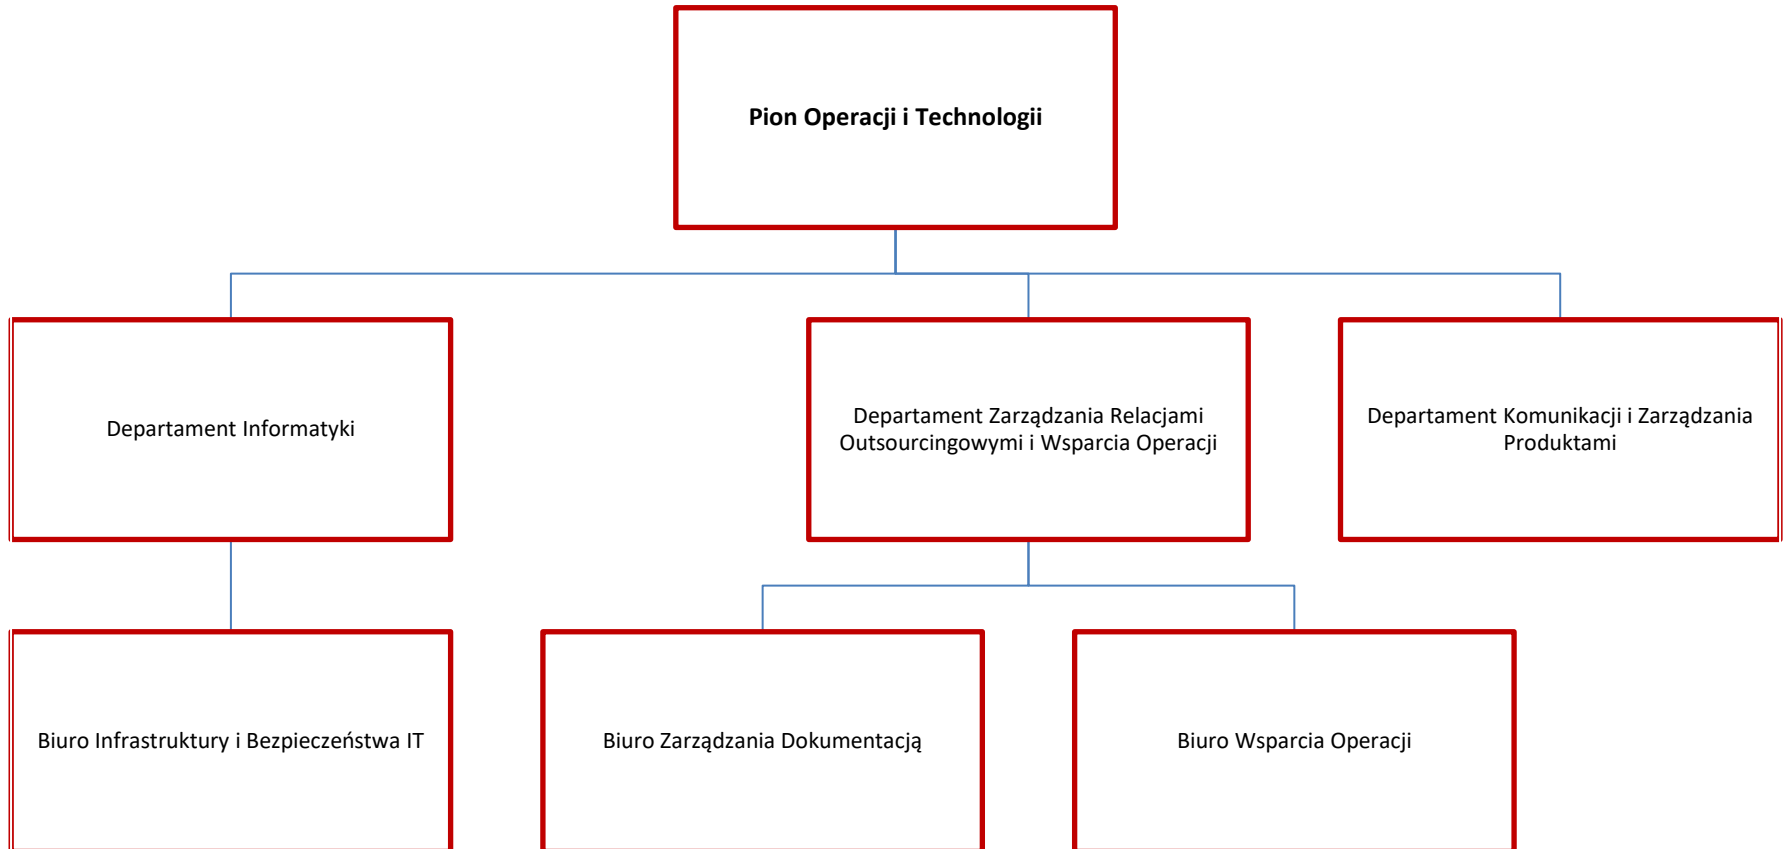 Pion Operacji i Technologii
Departament Informatyki
Departament Zarządzania Relacjami
Outsourcingowymi i Wsparcia Operacji
Departament Komunikacji i Zarządzania
Produktami
Biuro Infrastruktury i Bezpieczeństwa IT
Biuro Zarządzania Dokumentacją
Biuro Wsparcia Operacji